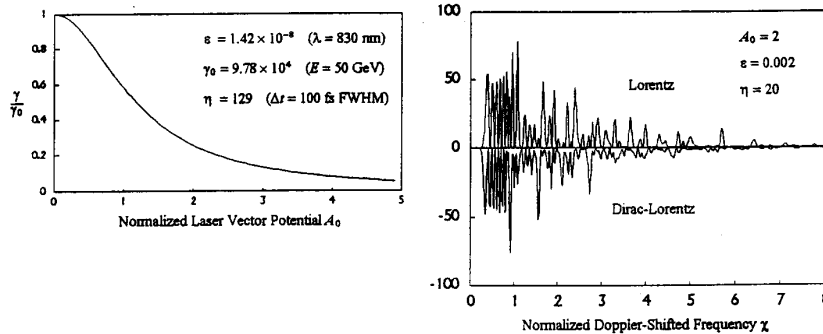 1
0.8
0.6
0.4
0.2
0
γ/γ₀
ε = 1.42 × 10⁻⁸ (λ = 830 nm)
γ₀ = 9.78 × 10⁴ (E = 50 GeV)
η = 129 (Δt = 100 fs FWHM)
0 1 2 3 4 5
Normalized Laser Vector Potential A₀
100
50
0
-50
-100
A₀ = 2
ε = 0.002
η = 20
Lorentz
Dirac-Lorentz
0 1 2 3 4 5 6 7 8
Normalized Doppler-Shifted Frequency χ